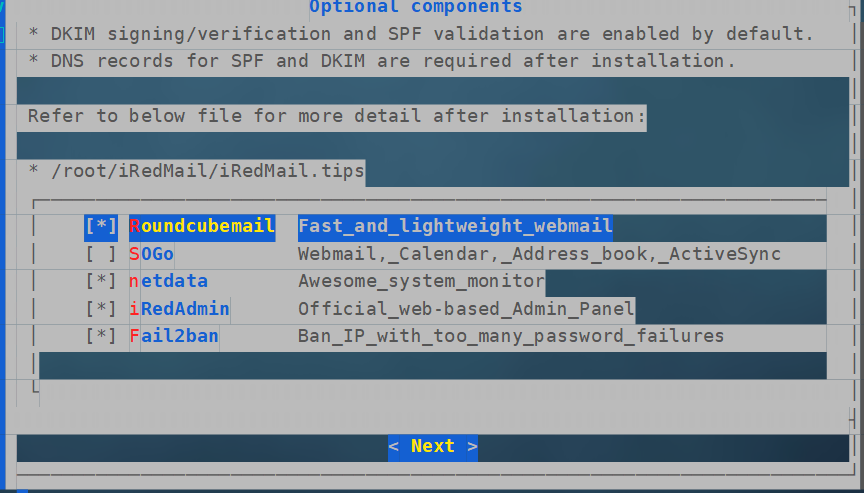 Optional components
* DKIM signing/verification and SPF validation are enabled by default.
* DNS records for SPF and DKIM are required after installation.
Refer to below file for more detail after installation:
* /root/iRedMail/iRedMail.tips
[*] Roundcubemail Fast_and_lightweight_webmail
[ ] SOGo Webmail,_Calendar,_Address_book,_ActiveSync
[*] netdata Awesome_system_monitor
[*] iRedAdmin Official_web-based_Admin_Panel
[*] Fail2ban Ban_IP_with_too_many_password_failures
< Next >